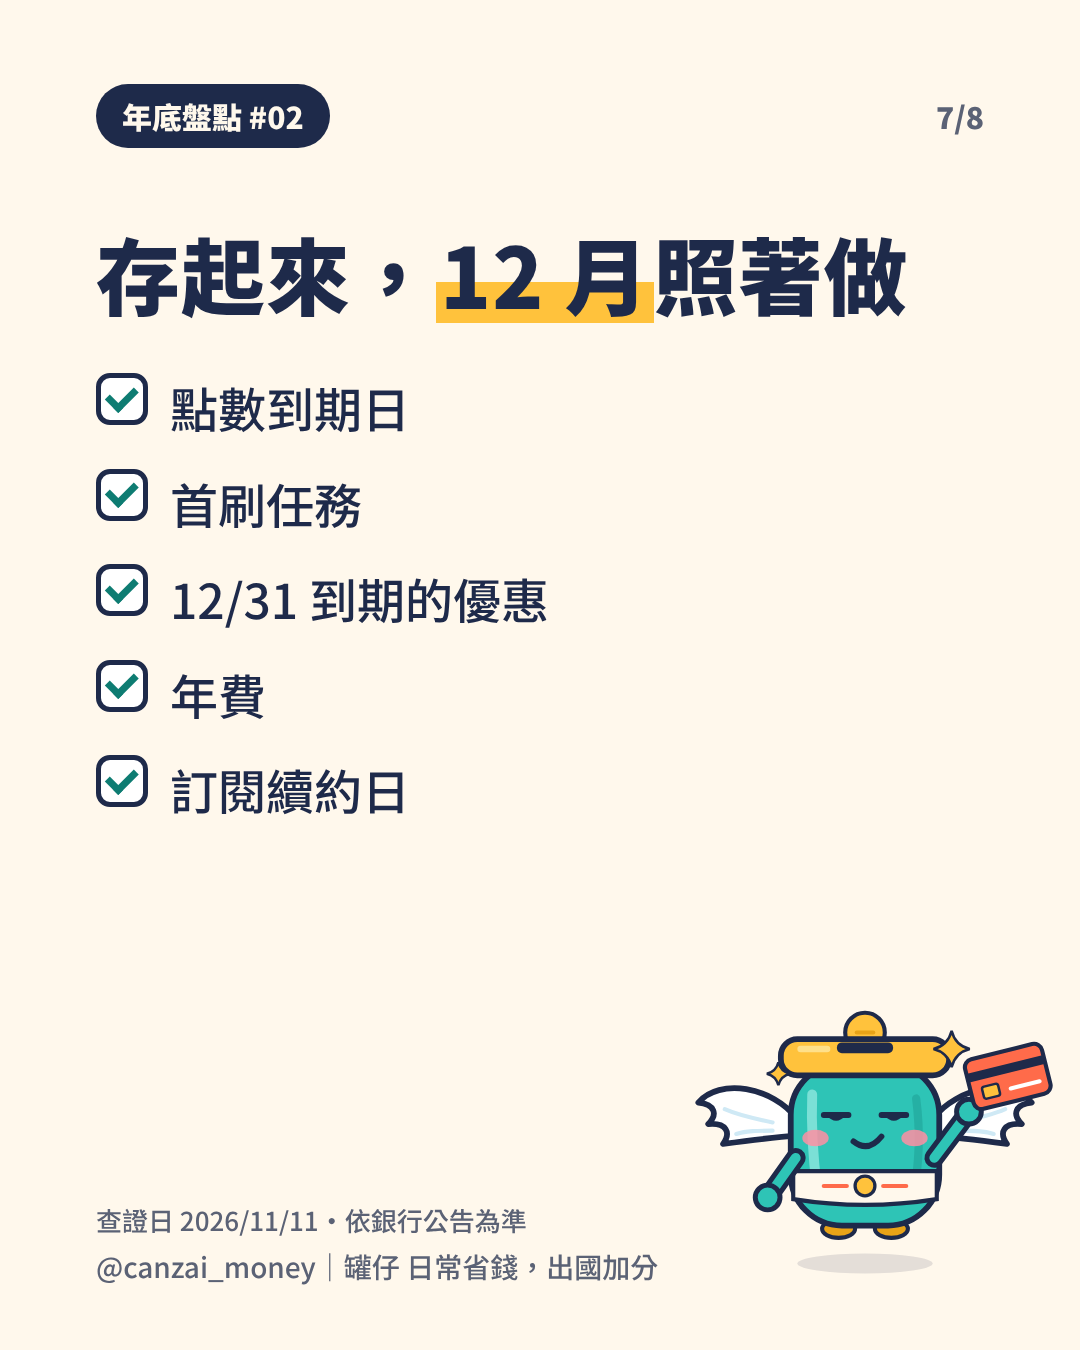 年底盤點 #02
7/8
存起來，12 月照著做
點數到期日
首刷任務
12/31 到期的優惠
年費
訂閱續約日
查證日 2026/11/11・依銀行公告為準
@canzai_money｜罐仔 日常省錢，出國加分